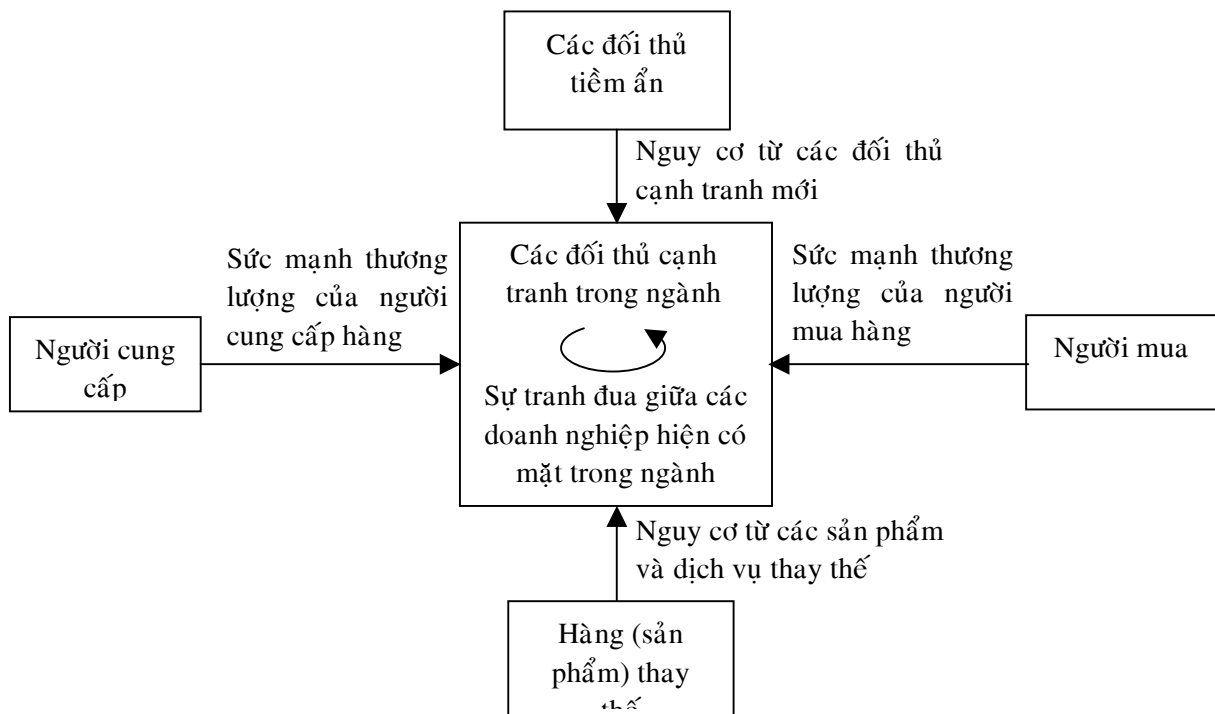 Các đối thủ
tiềm ẩn
Nguy cơ từ các đối thủ
cạnh tranh mới
Sức mạnh thương
lượng của người
cung cấp hàng
Các đối thủ cạnh
tranh trong ngành
Sức mạnh thương
lượng của người
mua hàng
Người cung
cấp
Người mua
Sự tranh đua giữa các
doanh nghiệp hiện có
mặt trong ngành
Nguy cơ từ các sản phẩm
và dịch vụ thay thế
Hàng (sản
phẩm) thay
thế